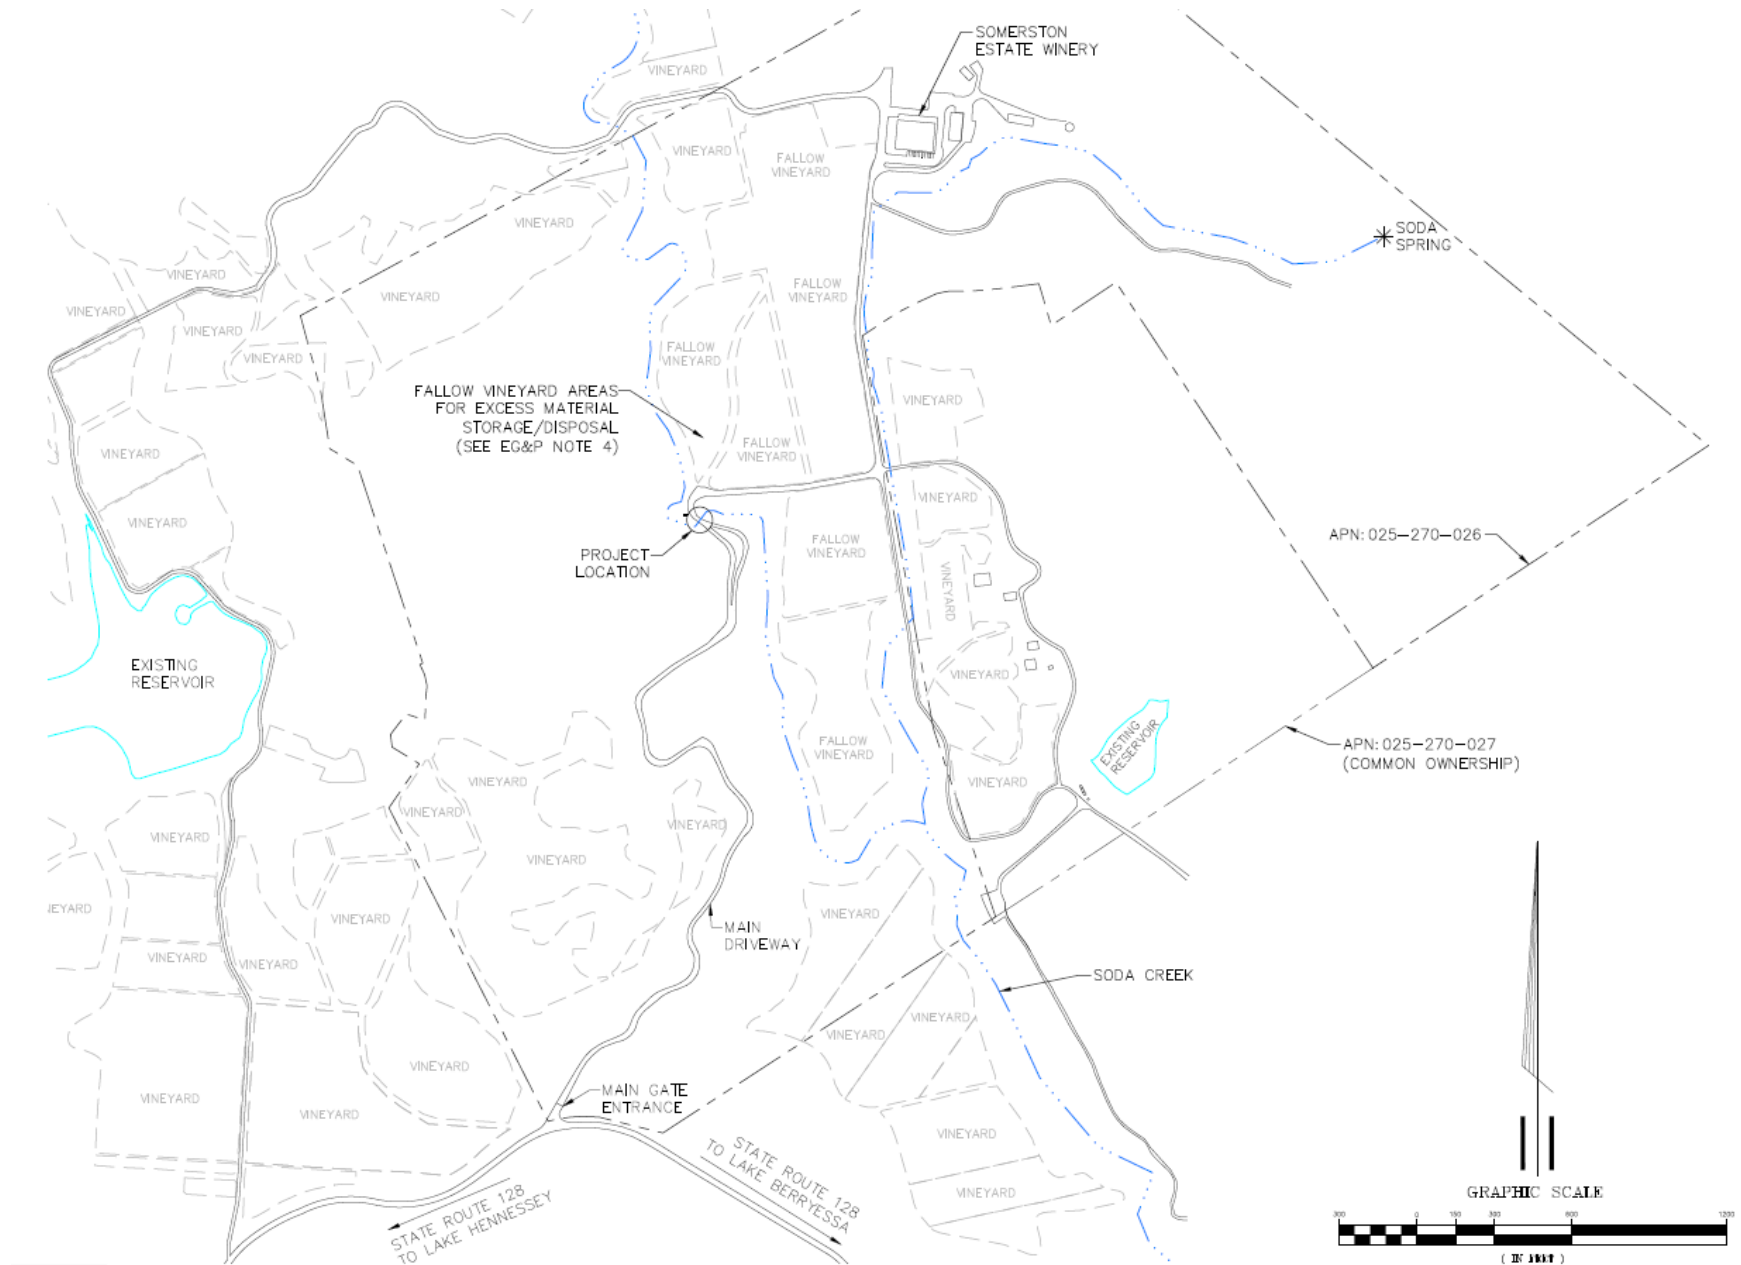 SOMERSTON
ESTATE WINERY
VINEYARD
VINEYARD
FALLOW
VINEYARD
VINEYARD
SODA
SPRING
VINEYARD
VINEYARD
FALLOW
VINEYARD
VINEYARD
VINEYARD
VINEYARD
FALLOW
VINEYARD
FALLOW VINEYARD AREAS
FOR EXCESS MATERIAL
STORAGE/DISPOSAL
(SEE EG&P NOTE 4)
VINEYARD
FALLOW
VINEYARD
VINEYARD
VINEYARD
VINEYARD
APN: 025-270-026
FALLOW
VINEYARD
PROJECT
LOCATION
VINEYARD
EXISTING
RESERVOIR
VINEYARD
EXISTING
RESERVOIR
FALLOW
VINEYARD
APN: 025-270-027
(COMMON OWNERSHIP)
VINEYARD
VINEYARD
VINEYARD
VINEYARD
VINEYARD
VINEYARD
NEYARD
VINEYARD
VINEYARD
MAIN
DRIVEWAY
VINEYARD
VINEYARD
SODA CREEK
VINEYARD
VINEYARD
VINEYARD
VINEYARD
VINEYARD
MAIN GATE
ENTRANCE
VINEYARD
STATE ROUTE 128
TO LAKE BERRYESSA
STATE ROUTE 128
TO LAKE HENNESSEY
VINEYARD
GRAPHIC SCALE
300 0 150 300 600 1200
( IN FEET )